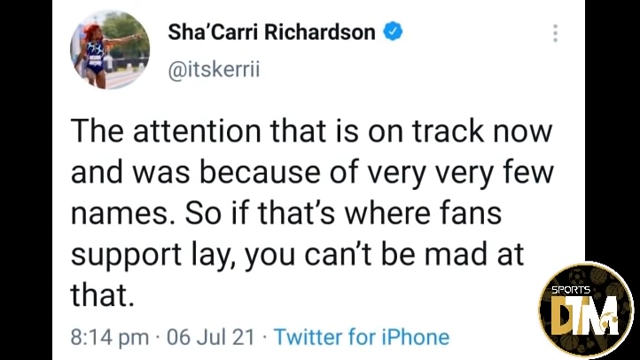 Sha'Carri Richardson
@itskerrii
The attention that is on track now
and was because of very very few
names. So if that's where fans
support lay, you can't be mad at
that.
8:14 pm · 06 Jul 21 · Twitter for iPhone
SPORTS
DTM